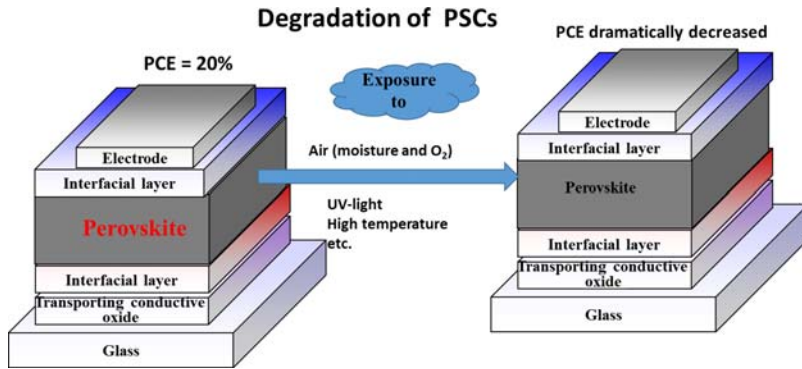 Degradation of PSCs
PCE = 20%
Electrode
Interfacial layer
Perovskite
Interfacial layer
Transporting conductive
oxide
Glass
Exposure
to
Air (moisture and O₂)
UV-light
High temperature
etc.
PCE dramatically decreased
Electrode
Interfacial layer
Perovskite
Interfacial layer
Transporting conductive
oxide
Glass